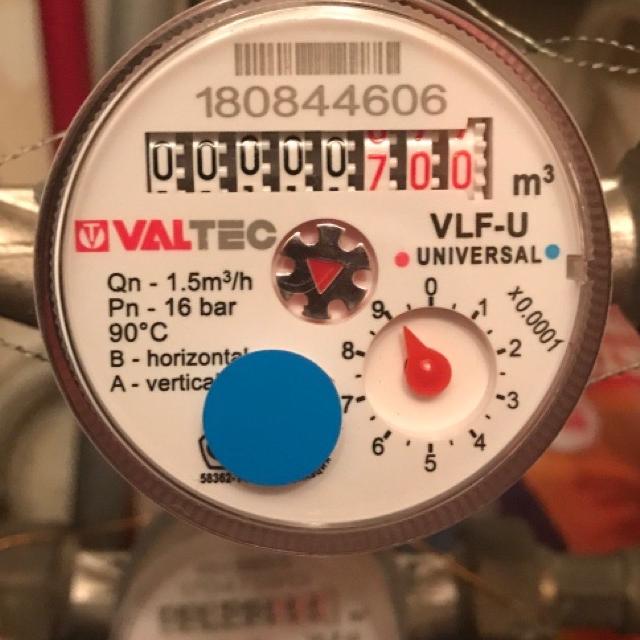 180844606
00000700 m³
VALTEC
VLF-U
UNIVERSAL
Qn - 1.5m³/h
Pn - 16 bar
90°C
B - horizontal
A - vertical
x0.0001
0
1
2
3
4
5
6
7
8
9
58362-